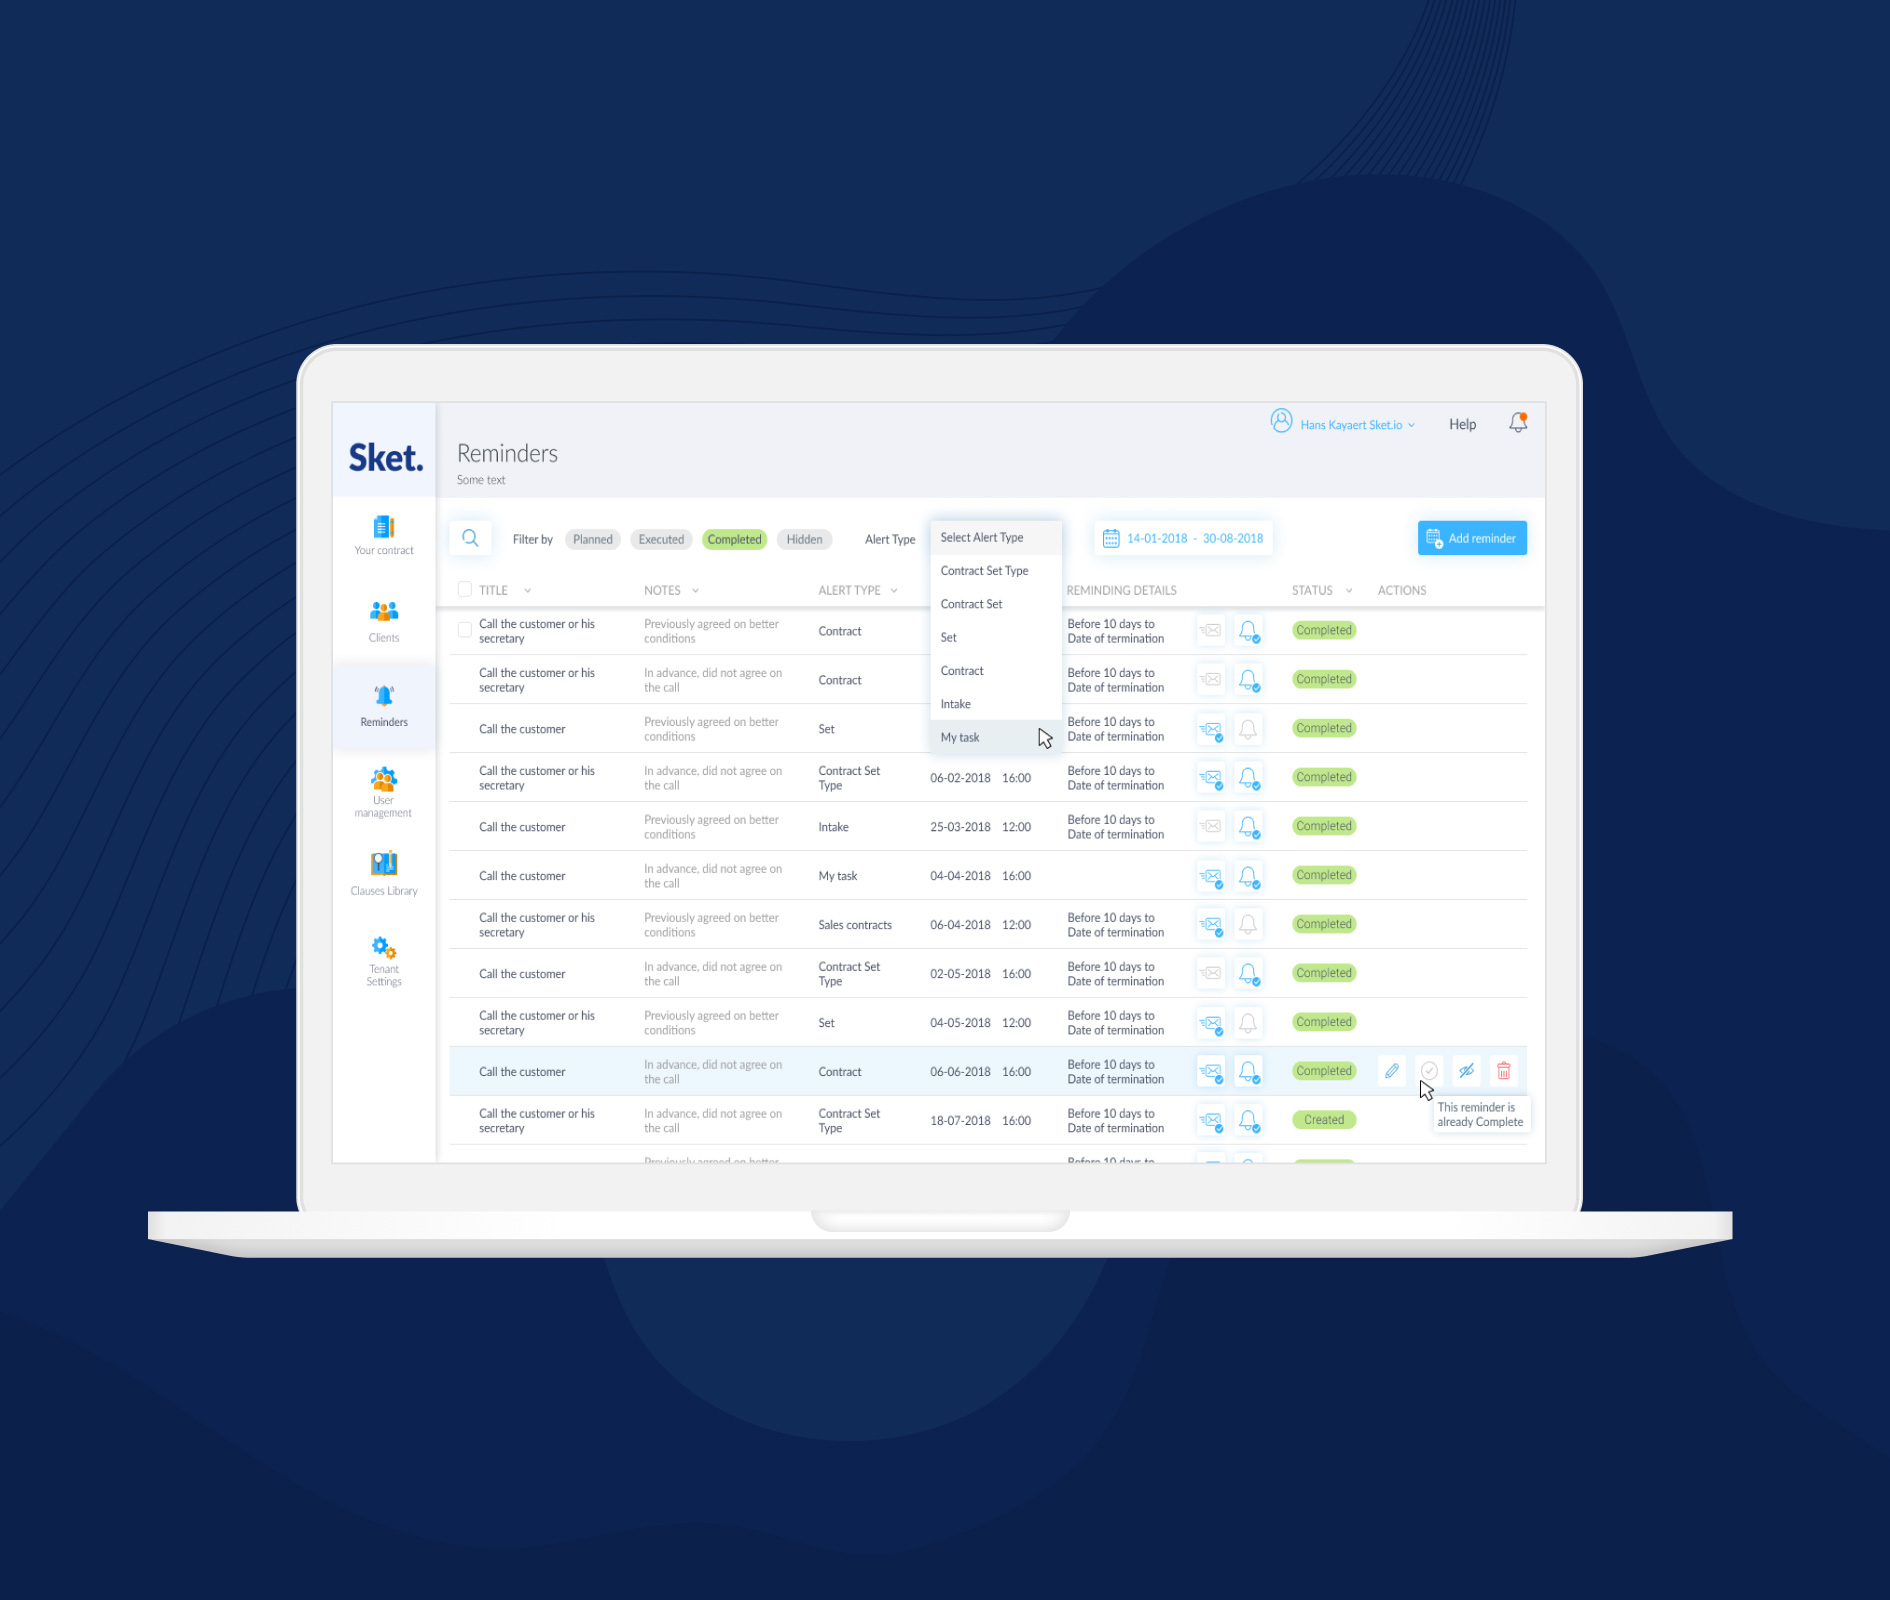 Hans Kayaert Sket.io
Help
Sket.
Reminders
Some text
Your contract
Clients
Reminders
User
management
Clauses Library
Tenant
Settings
Filter by Planned Executed Completed Hidden Alert Type Select Alert Type 14-01-2018 - 30-08-2018 Add reminder
Contract Set Type
Contract Set
Set
Contract
Intake
My task
TITLE NOTES ALERT TYPE REMINDING DETAILS STATUS ACTIONS
Call the customer or his
secretary
Previously agreed on better
conditions
Contract
Before 10 days to
Date of termination
Completed
Call the customer or his
secretary
In advance, did not agree on
the call
Contract
Before 10 days to
Date of termination
Completed
Call the customer
Previously agreed on better
conditions
Set
Before 10 days to
Date of termination
Completed
Call the customer or his
secretary
In advance, did not agree on
the call
Contract Set
Type
06-02-2018 16:00
Before 10 days to
Date of termination
Completed
Call the customer
Previously agreed on better
conditions
Intake
25-03-2018 12:00
Before 10 days to
Date of termination
Completed
Call the customer
In advance, did not agree on
the call
My task
04-04-2018 16:00
Completed
Call the customer or his
secretary
Previously agreed on better
conditions
Sales contracts
06-04-2018 12:00
Before 10 days to
Date of termination
Completed
Call the customer
In advance, did not agree on
the call
Contract Set
Type
02-05-2018 16:00
Before 10 days to
Date of termination
Completed
Call the customer or his
secretary
Previously agreed on better
conditions
Set
04-05-2018 12:00
Before 10 days to
Date of termination
Completed
Call the customer
In advance, did not agree on
the call
Contract
06-06-2018 16:00
Before 10 days to
Date of termination
Completed
This reminder is
already Complete
Call the customer or his
secretary
In advance, did not agree on
the call
Contract Set
Type
18-07-2018 16:00
Before 10 days to
Date of termination
Created
Previously agreed on better
Before 10 days to